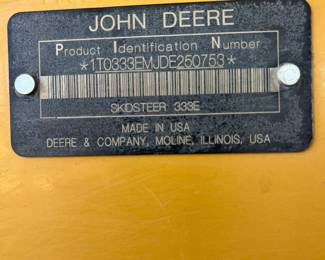 JOHN DEERE
Product Identification Number
*1T0333EMJDE250753*
SKIDSTEER 333E
MADE IN USA
DEERE & COMPANY, MOLINE, ILLINOIS, USA